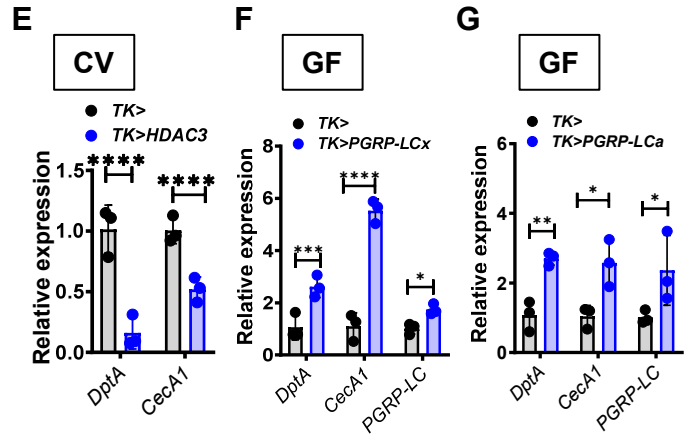 E
CV
TK>
TK>HDAC3
Relative expression
1.5
1.0
0.5
0.0
****
****
DptA
CecA1
F
GF
TK>
TK>PGRP-LCx
Relative expression
8
6
4
2
0
***
****
*
DptA
CecA1
PGRP-LC
G
GF
TK>
TK>PGRP-LCa
Relative expression
6
4
2
0
**
*
*
DptA
CecA1
PGRP-LC